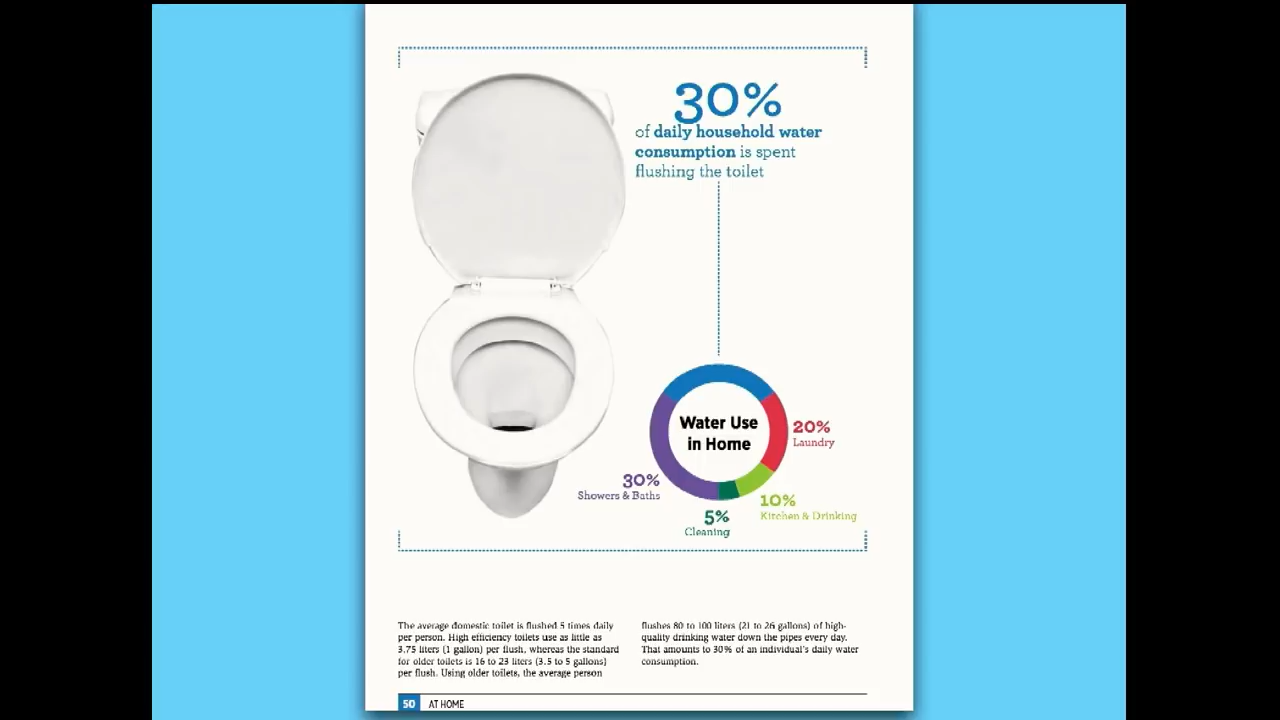 30%
of daily household water
consumption is spent
flushing the toilet
Water Use
in Home
20%
Laundry
30%
Showers & Baths
10%
Kitchen & Drinking
5%
Cleaning
The average domestic toilet is flushed 5 times daily
per person. High efficiency toilets use as little as
3.75 liters (1 gallon) per flush, whereas the standard
for older toilets is 16 to 23 liters (3.5 to 5 gallons)
per flush. Using older toilets, the average person
flushes 80 to 100 liters (21 to 26 gallons) of high-
quality drinking water down the pipes every day.
That amounts to 30% of an individual's daily water
consumption.
50 AT HOME